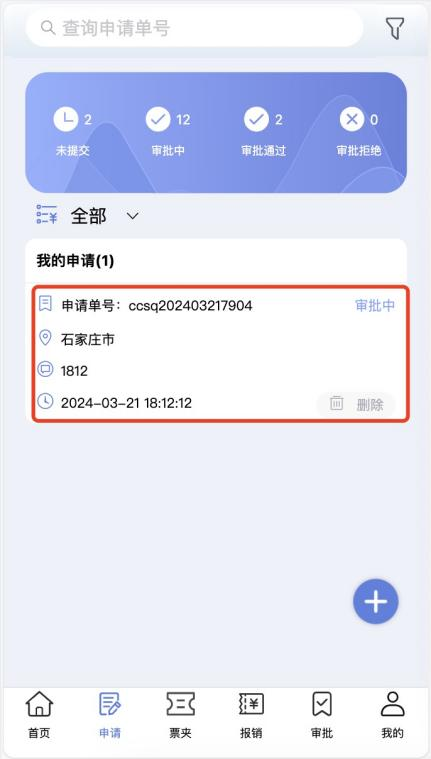 查询申请单号
2 12 2 0
未提交 审批中 审批通过 审批拒绝
全部
我的申请(1)
申请单号：ccsq202403217904 审批中
石家庄市
1812
2024-03-21 18:12:12 删除
首页 申请 票夹 报销 审批 我的